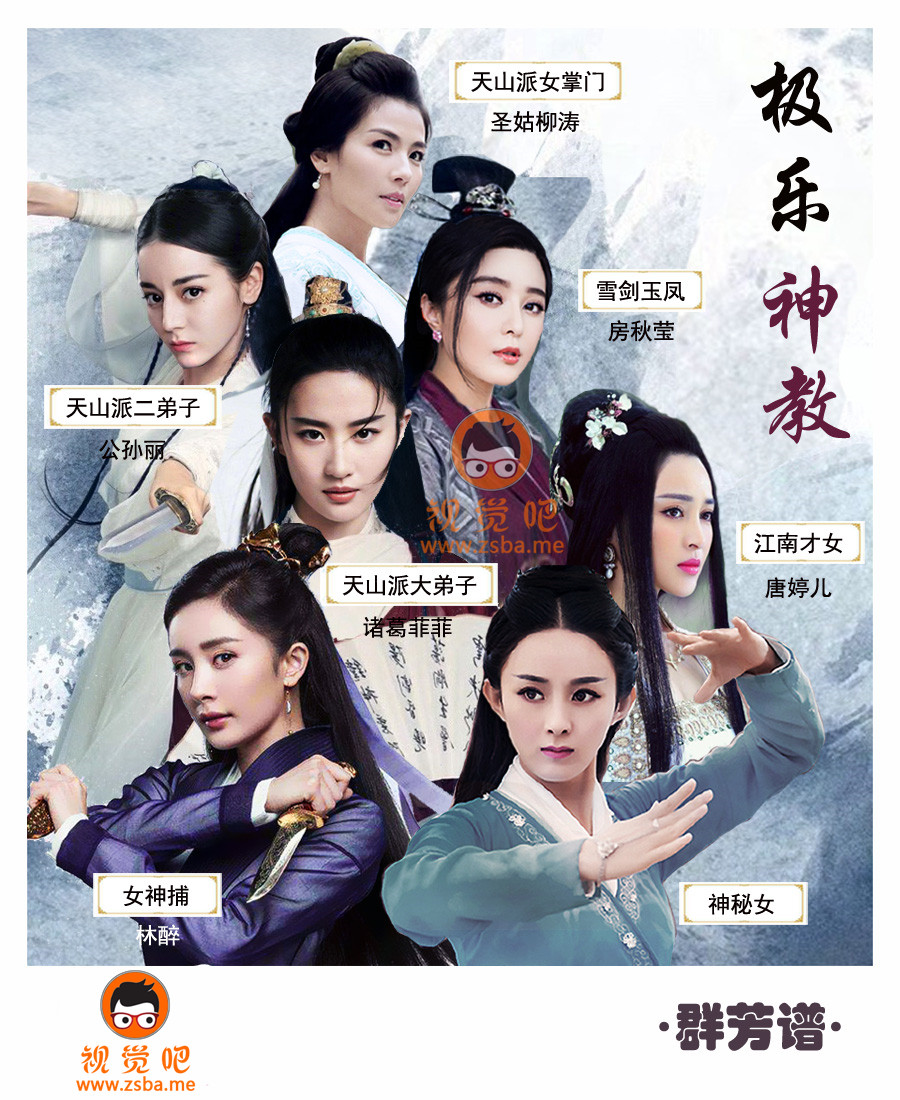 极乐神教
天山派女掌门
圣姑柳涛
雪剑玉凤
房秋莹
天山派二弟子
公孙丽
江南才女
唐婷儿
天山派大弟子
诸葛菲菲
女神捕
林醉
神秘女
视觉吧
www.zsba.me
视觉吧
www.zsba.me
·群芳谱·